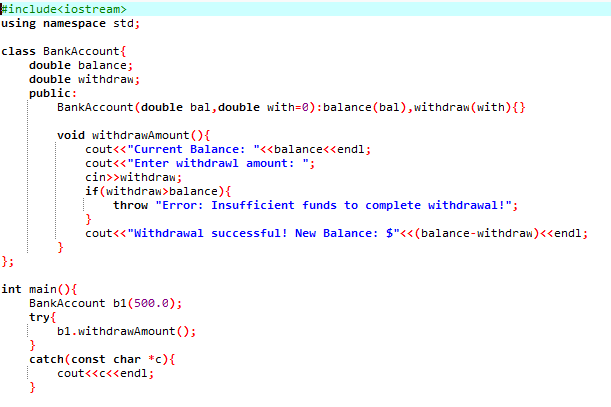 #include<iostream>
using namespace std;
class BankAccount{
double balance;
double withdraw;
public:
BankAccount(double bal,double with=0):balance(bal),withdraw(with){}
void withdrawAmount(){
cout<<"Current Balance: "<<balance<<endl;
cout<<"Enter withdrawl amount: ";
cin>>withdraw;
if(withdraw>balance){
throw "Error: Insufficient funds to complete withdrawal!";
}
cout<<"Withdrawal successful! New Balance: $"<<(balance-withdraw)<<endl;
}
};
int main(){
BankAccount b1(500.0);
try{
b1.withdrawAmount();
}
catch(const char *c){
cout<<c<<endl;
}